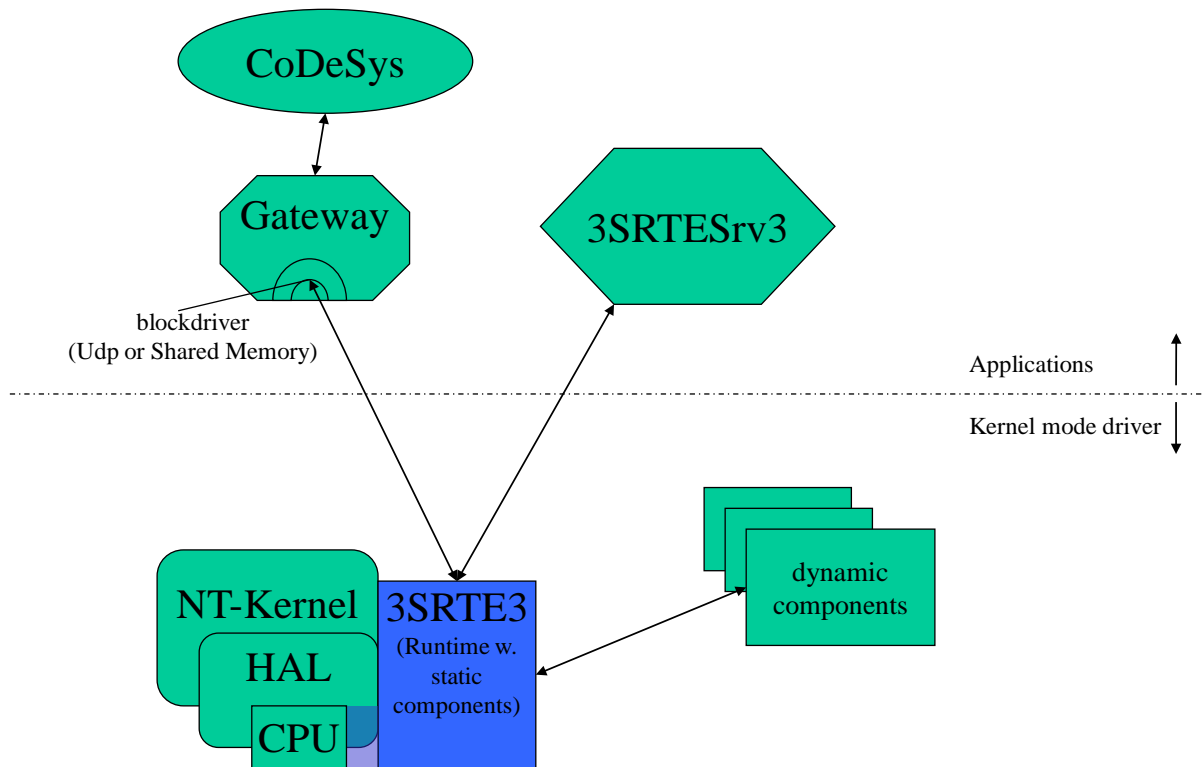 CoDeSys
Gateway
3SRTESrv3
blockdriver
(Udp or Shared Memory)
Applications
Kernel mode driver
dynamic
components
NT-Kernel
3SRTE3
(Runtime w.
static
components)
HAL
CPU